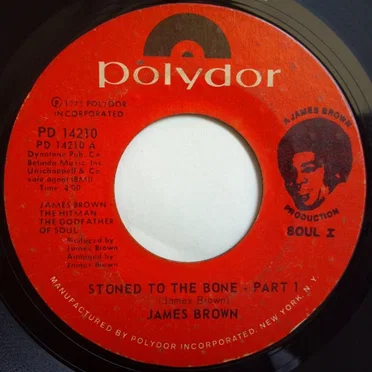 polydor
℗ 1973 POLYDOR
INCORPORATED
PD 14210
PD 14210 A
Dynatone Pub. Co.
Belinda Music, Inc.
Unichappell & Co.
sole agent (BMI)
Time: 4:00
JAMES BROWN -
THE HITMAN
THE GODFATHER
OF SOUL
Produced by
James Brown
Arranged by
James Brown
A JAMES BROWN
PRODUCTION
SOUL I
STONED TO THE BONE - PART 1
(James Brown)
JAMES BROWN
MANUFACTURED BY POLYDOR INCORPORATED, NEW YORK, N.Y.